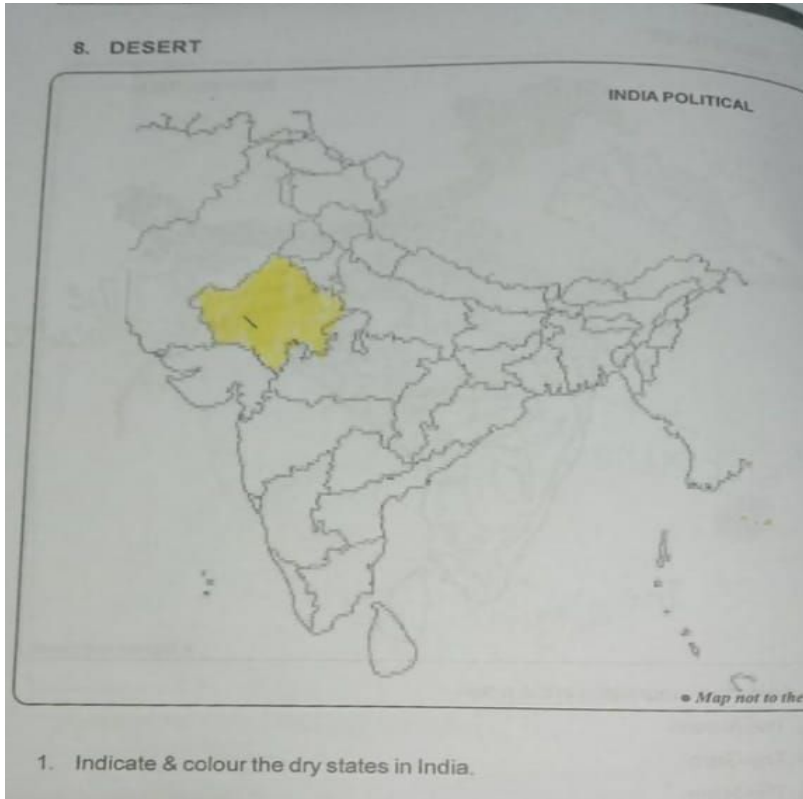 8. DESERT
INDIA POLITICAL
• Map not to the
1. Indicate & colour the dry states in India.